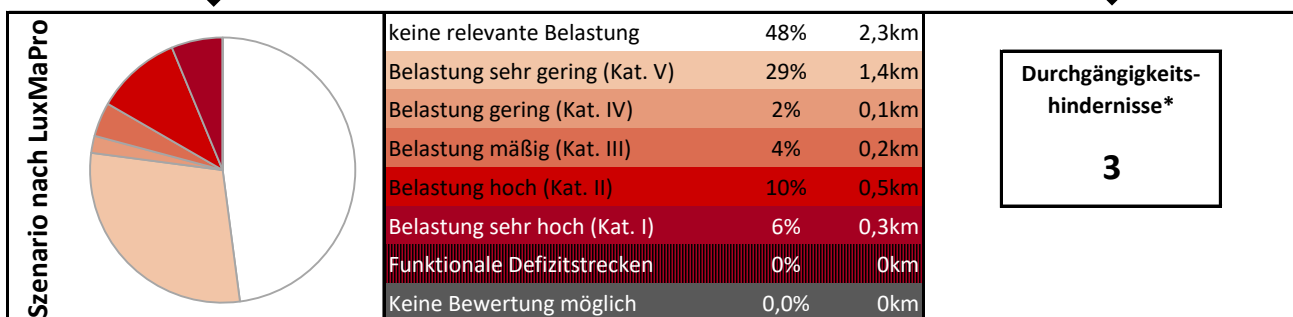 Szenario nach LuxMaPro
keine relevante Belastung 48% 2,3km
Belastung sehr gering (Kat. V) 29% 1,4km
Belastung gering (Kat. IV) 2% 0,1km
Belastung mäßig (Kat. III) 4% 0,2km
Belastung hoch (Kat. II) 10% 0,5km
Belastung sehr hoch (Kat. I) 6% 0,3km
Funktionale Defizitstrecken 0% 0km
Keine Bewertung möglich 0,0% 0km
Durchgängigkeits-
hindernisse*
3